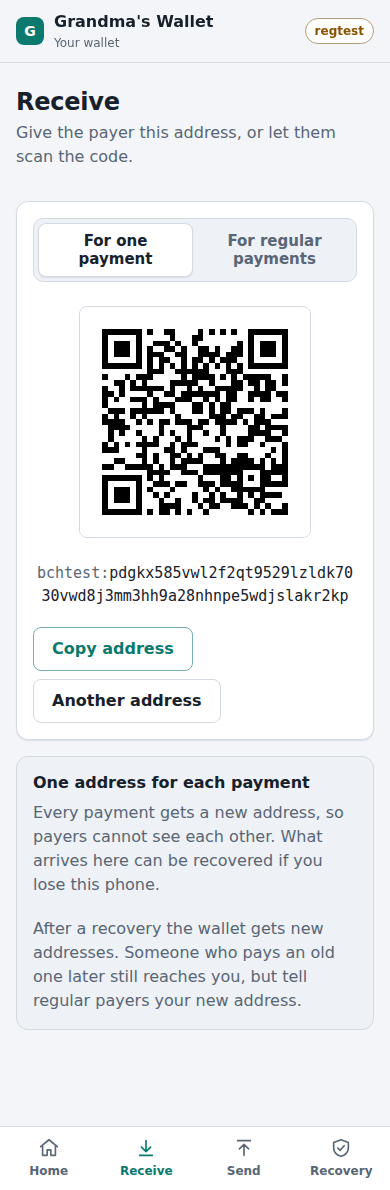 G
Grandma's Wallet
Your wallet
regtest
Receive
Give the payer this address, or let them
scan the code.
For one
payment
For regular
payments
bchtest:pdgkx585vwl2f2qt9529lzldk70
30vwd8j3mm3hh9a28nhnpe5wdjslakr2kp
Copy address
Another address
One address for each payment
Every payment gets a new address, so
payers cannot see each other. What
arrives here can be recovered if you
lose this phone.
After a recovery the wallet gets new
addresses. Someone who pays an old
one later still reaches you, but tell
regular payers your new address.
Home
Receive
Send
Recovery